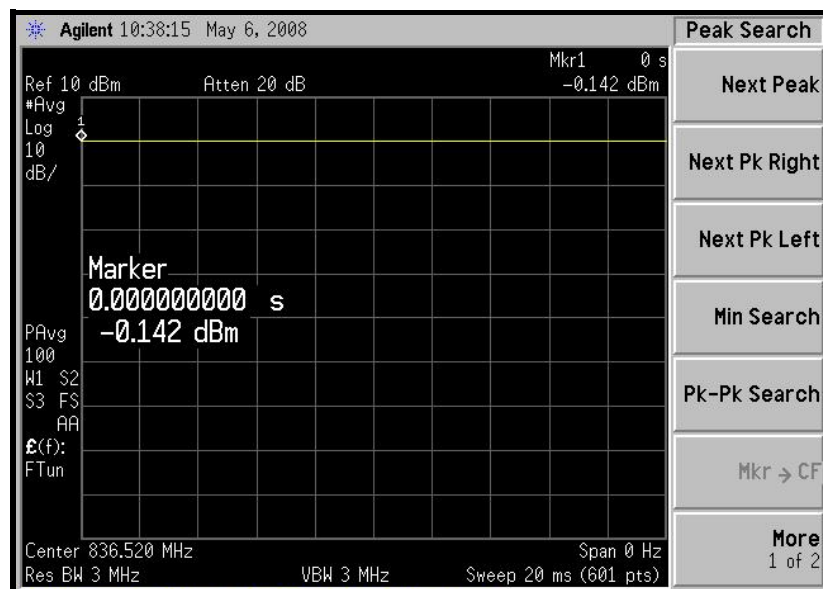 Agilent 10:38:15 May 6, 2008
Peak Search
Mkr1 0 s
Ref 10 dBm Atten 20 dB -0.142 dBm
#Avg
Log
10
dB/
1
Marker
0.000000000 s
-0.142 dBm
PAvg
100
W1 S2
S3 FS
AA
£(f):
FTun
Center 836.520 MHz Span 0 Hz
Res BW 3 MHz VBW 3 MHz Sweep 20 ms (601 pts)
Next Peak
Next Pk Right
Next Pk Left
Min Search
Pk-Pk Search
Mkr → CF
More
1 of 2